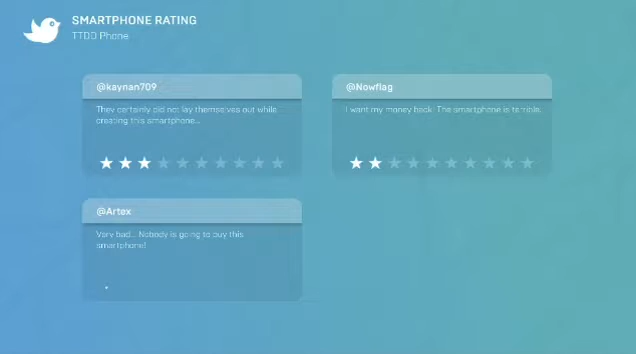 SMARTPHONE RATING
TTDD Phone
@kaynan709
They certainly did not lay themselves out while
creating this smartphone...
@Nowflag
I want my money back. The smartphone is terrible.
@Artex
Very bad... Nobody is going to buy this
smartphone!